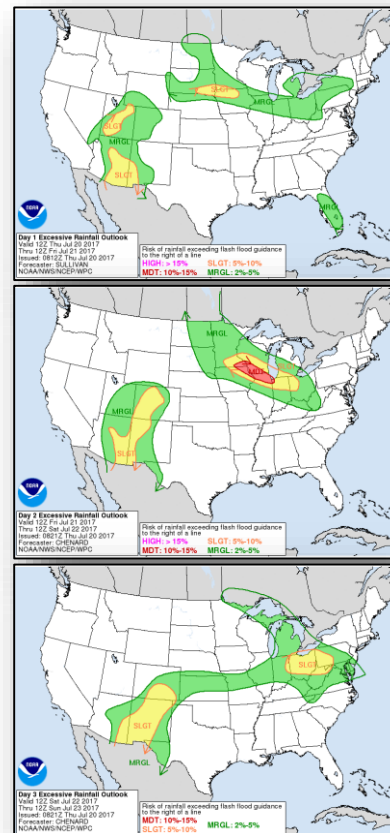 SLGT
MRGL
SLGT
SLGT
MRGL
MRGL
NOAA
Day 1 Excessive Rainfall Outlook
Valid 12Z Thu Jul 20 2017
Thru 12Z Fri Jul 21 2017
Issued: 0812Z Thu Jul 20 2017
Forecaster: SULLIVAN
NOAA/NWS/NCEP/WPC
Risk of rainfall exceeding flash flood guidance
to the right of a line
HIGH: > 15% SLGT: 5%-10%
MDT: 10%-15% MRGL: 2%-5%
MRGL
SLGT
MDT
MRGL
SLGT
NOAA
Day 2 Excessive Rainfall Outlook
Valid 12Z Fri Jul 21 2017
Thru 12Z Sat Jul 22 2017
Issued: 0821Z Thu Jul 20 2017
Forecaster: CHENARD
NOAA/NWS/NCEP/WPC
Risk of rainfall exceeding flash flood guidance
to the right of a line
HIGH: > 15% SLGT: 5%-10%
MDT: 10%-15% MRGL: 2%-5%
SLGT
SLGT
MRGL
NOAA
Day 3 Excessive Rainfall Outlook
Valid 12Z Sat Jul 22 2017
Thru 12Z Sun Jul 23 2017
Issued: 0821Z Thu Jul 20 2017
Forecaster: CHENARD
NOAA/NWS/NCEP/WPC
Risk of rainfall exceeding flash flood guidance
to the right of a line
MDT: 10%-15% MRGL: 2%-5%
SLGT: 5%-10%